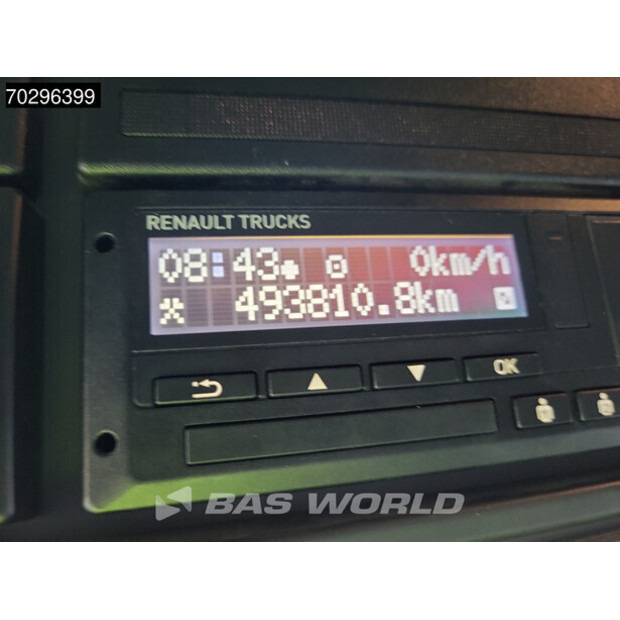 70296399
RENAULT TRUCKS
08:43 0km/h
493810.8km
OK
BAS WORLD